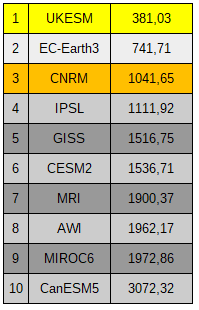 1 UKESM 381,03
2 EC-Earth3 741,71
3 CNRM 1041,65
4 IPSL 1111,92
5 GISS 1516,75
6 CESM2 1536,71
7 MRI 1900,37
8 AWI 1962,17
9 MIROC6 1972,86
10 CanESM5 3072,32